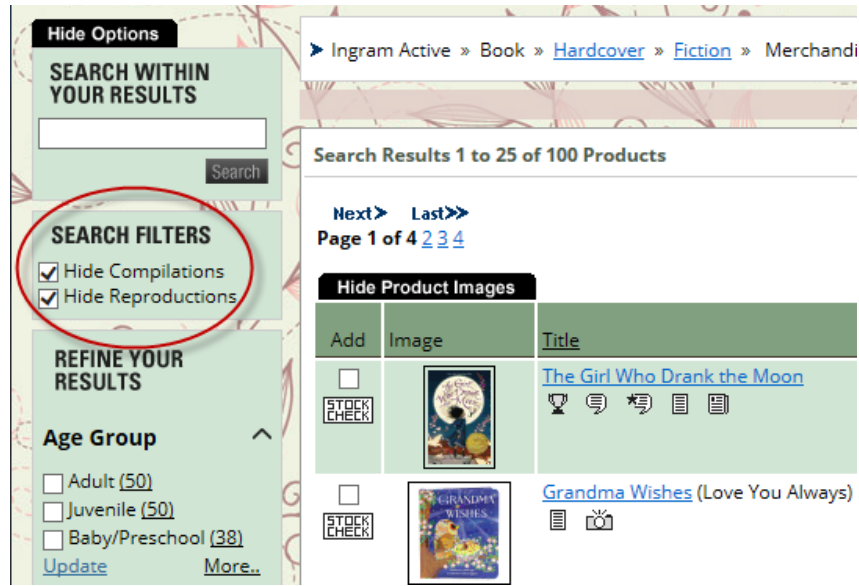 Hide Options
SEARCH WITHIN
YOUR RESULTS
Search
SEARCH FILTERS
Hide Compilations
Hide Reproductions
REFINE YOUR
RESULTS
Age Group
Adult (50)
Juvenile (50)
Baby/Preschool (38)
Update More..
Ingram Active » Book » Hardcover » Fiction » Merchandi
Search Results 1 to 25 of 100 Products
Next Last
Page 1 of 4 2 3 4
Hide Product Images
Add Image Title
STOCK
CHECK
The Girl Who Drank the Moon
STOCK
CHECK
GRANDMA
WISHES
Grandma Wishes (Love You Always)